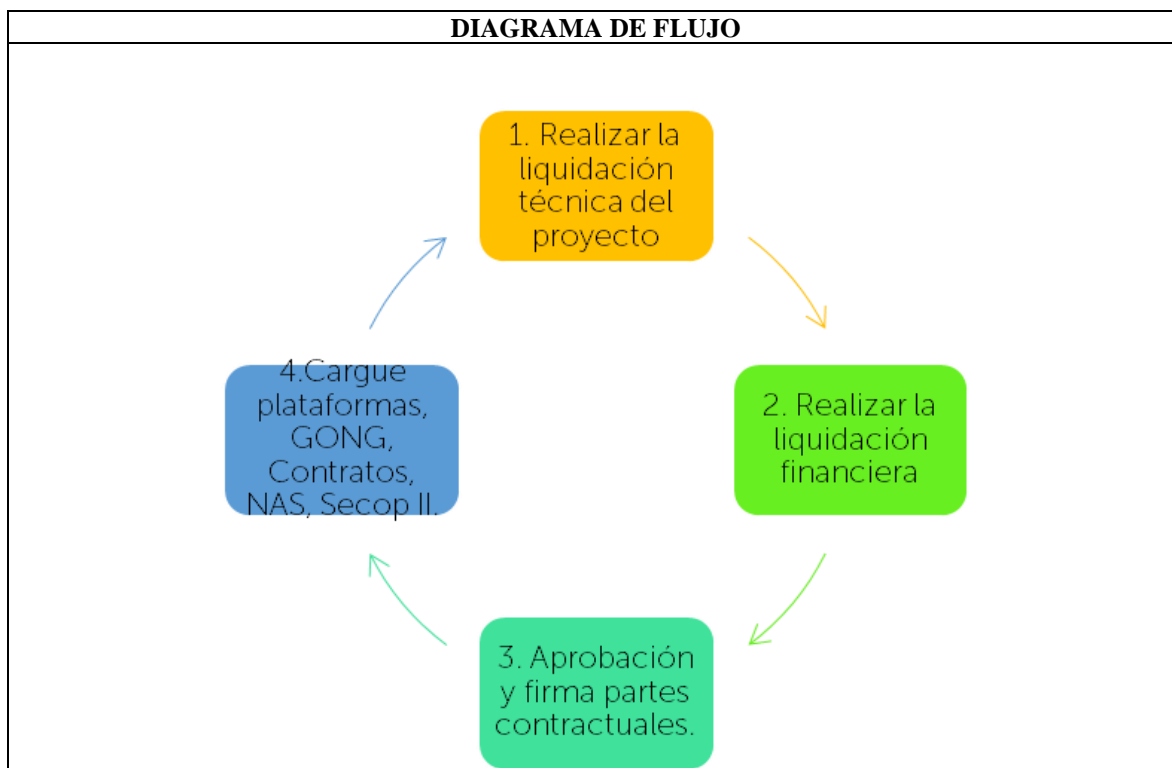 DIAGRAMA DE FLUJO
1. Realizar la
liquidación
técnica del
proyecto
2. Realizar la
liquidación
financiera
3. Aprobación
y firma partes
contractuales.
4.Cargue
plataformas,
GONG,
Contratos,
NAS, Secop II.